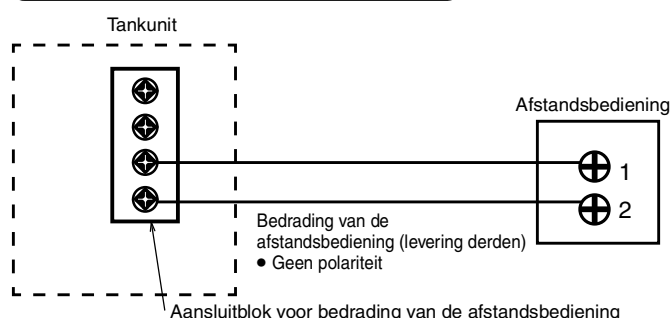 Tankunit
Afstandsbediening
1
2
Bedrading van de
afstandsbediening (levering derden)
● Geen polariteit
Aansluitblok voor bedrading van de afstandsbediening